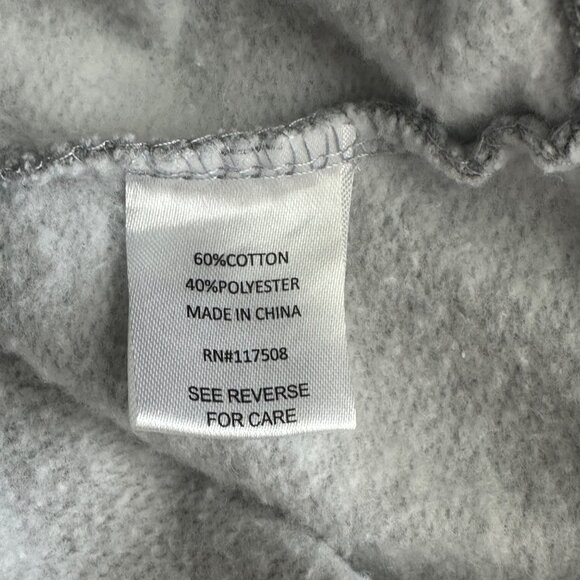 60%COTTON
40%POLYESTER
MADE IN CHINA
RN#117508
SEE REVERSE
FOR CARE